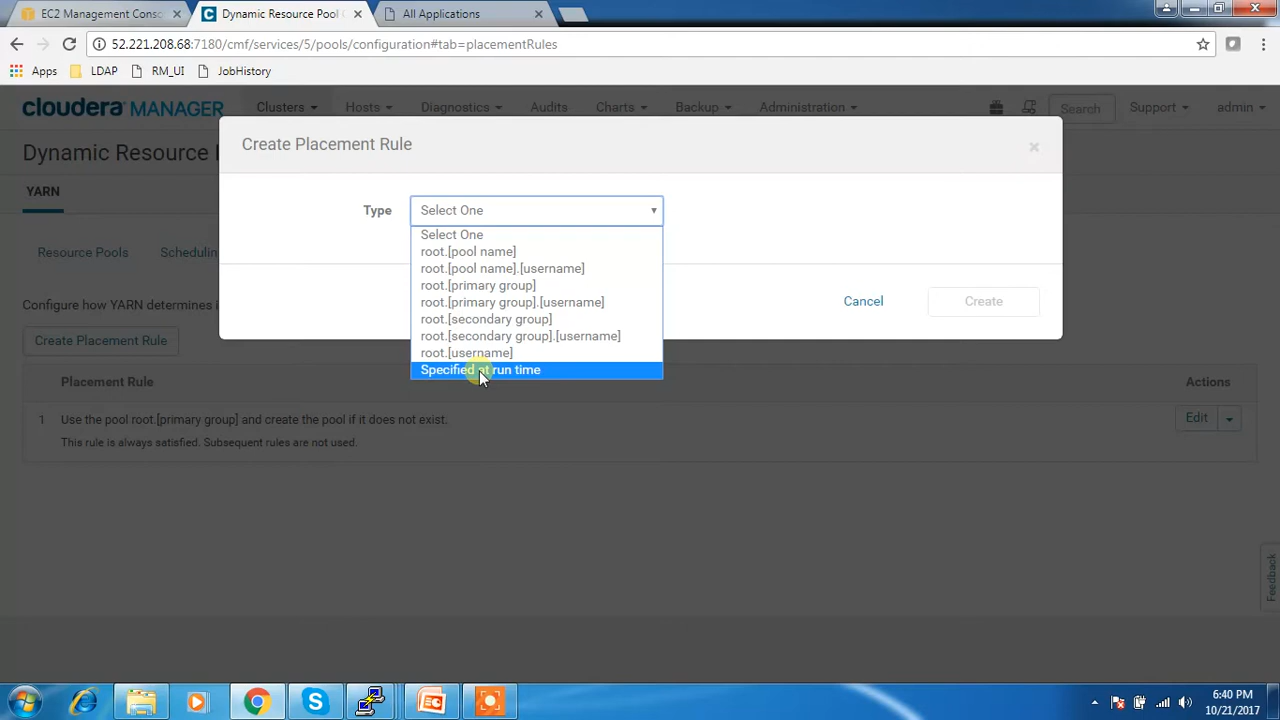 EC2 Management Conso
Dynamic Resource Pool C
All Applications
52.221.208.68:7180/cmf/services/5/pools/configuration#tab=placementRules
Apps
LDAP
RM_UI
JobHistory
cloudera MANAGER
Clusters
Hosts
Diagnostics
Audits
Charts
Backup
Administration
Search
Support
admin
Dynamic Resource
Create Placement Rule
YARN
Type
Select One
Select One
root.[pool name]
root.[pool name].[username]
root.[primary group]
root.[primary group].[username]
root.[secondary group]
root.[secondary group].[username]
root.[username]
Specified at run time
Resource Pools
Schedulin
Cancel
Create
Configure how YARN determines i
Create Placement Rule
Placement Rule
Actions
1 Use the pool root.[primary group] and create the pool if it does not exist.
This rule is always satisfied. Subsequent rules are not used.
Edit
Feedback
6:40 PM
10/21/2017